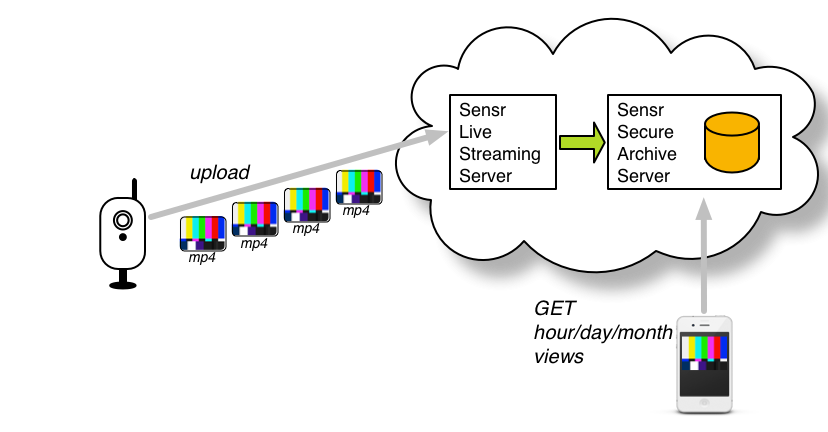 Sensr
Live
Streaming
Server
Sensr
Secure
Archive
Server
upload
mp4
mp4
mp4
mp4
GET
hour/day/month
views